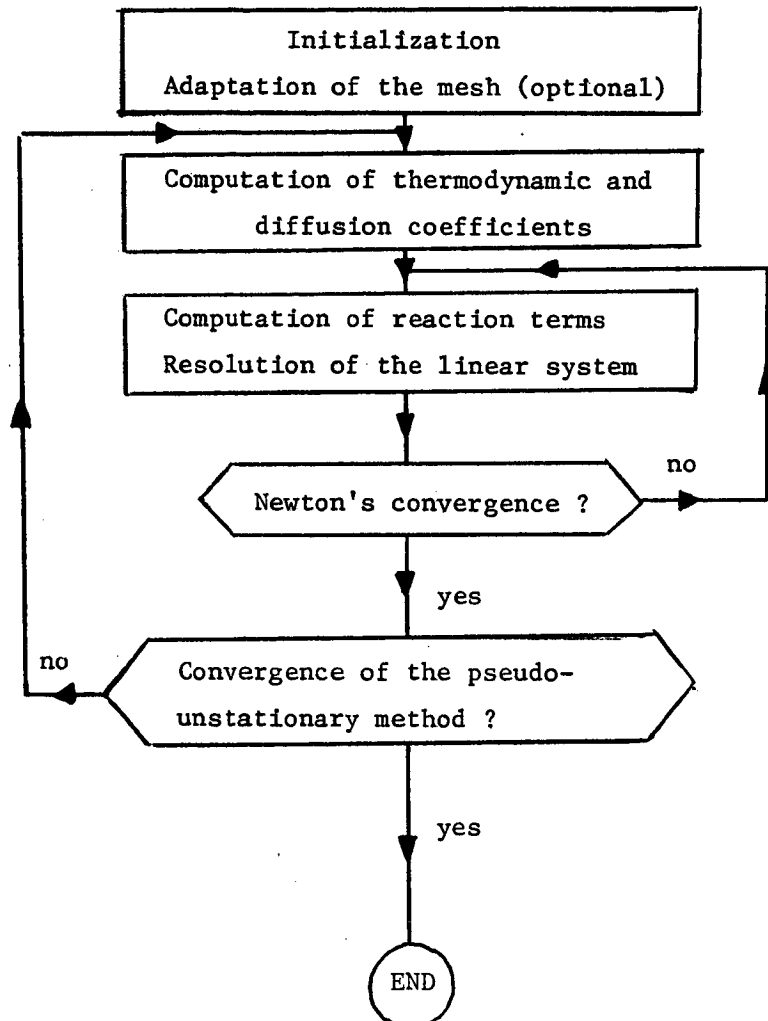 Initialization
Adaptation of the mesh (optional)
Computation of thermodynamic and
diffusion coefficients
Computation of reaction terms
Resolution of the linear system
Newton's convergence ?
no
yes
no
Convergence of the pseudo-
unstationary method ?
yes
END